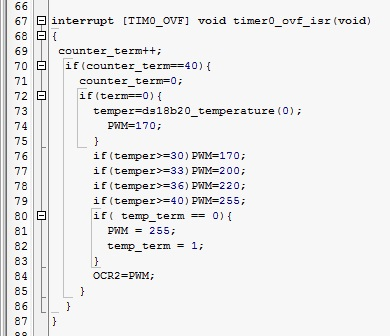 66
67 interrupt [TIM0_OVF] void timer0_ovf_isr(void)
68 {
69 counter_term++;
70 if(counter_term==40){
71 counter_term=0;
72 if(term==0){
73 temper=ds18b20_temperature(0);
74 PWM=170;
75 }
76 if(temper>=30)PWM=170;
77 if(temper>=33)PWM=200;
78 if(temper>=36)PWM=220;
79 if(temper>=40)PWM=255;
80 if( temp_term == 0){
81 PWM = 255;
82 temp_term = 1;
83 }
84 OCR2=PWM;
85 }
86 }
87 }